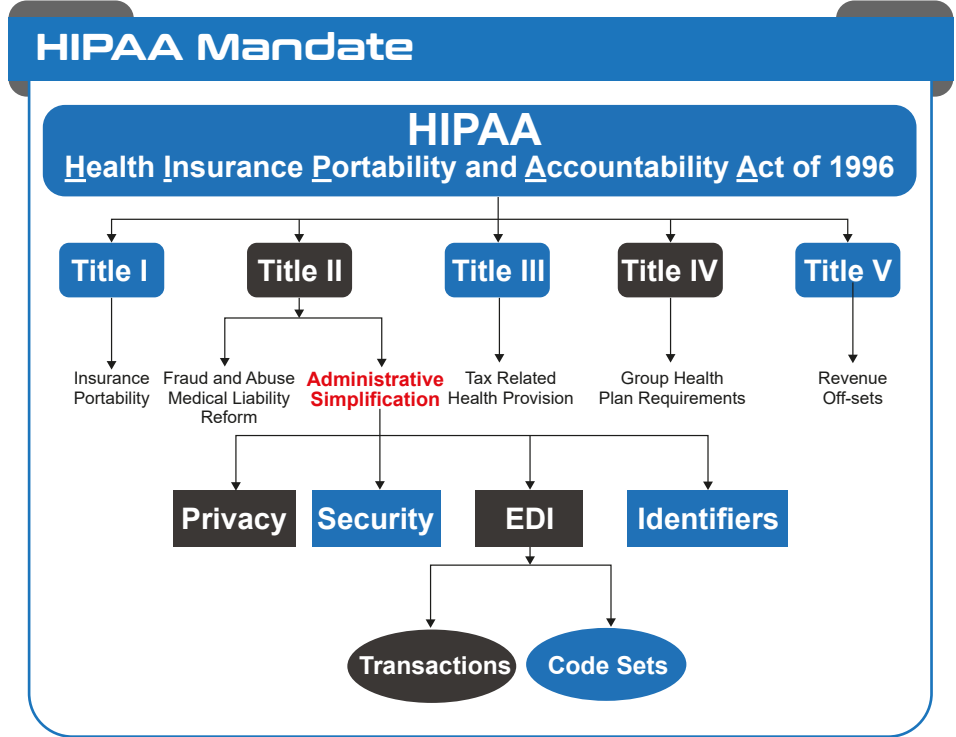 HIPAA Mandate
HIPAA
Health Insurance Portability and Accountability Act of 1996
Title I
Title II
Title III
Title IV
Title V
Insurance
Portability
Fraud and Abuse
Medical Liability
Reform
Administrative
Simplification
Tax Related
Health Provision
Group Health
Plan Requirements
Revenue
Off-sets
Privacy
Security
EDI
Identifiers
Transactions
Code Sets